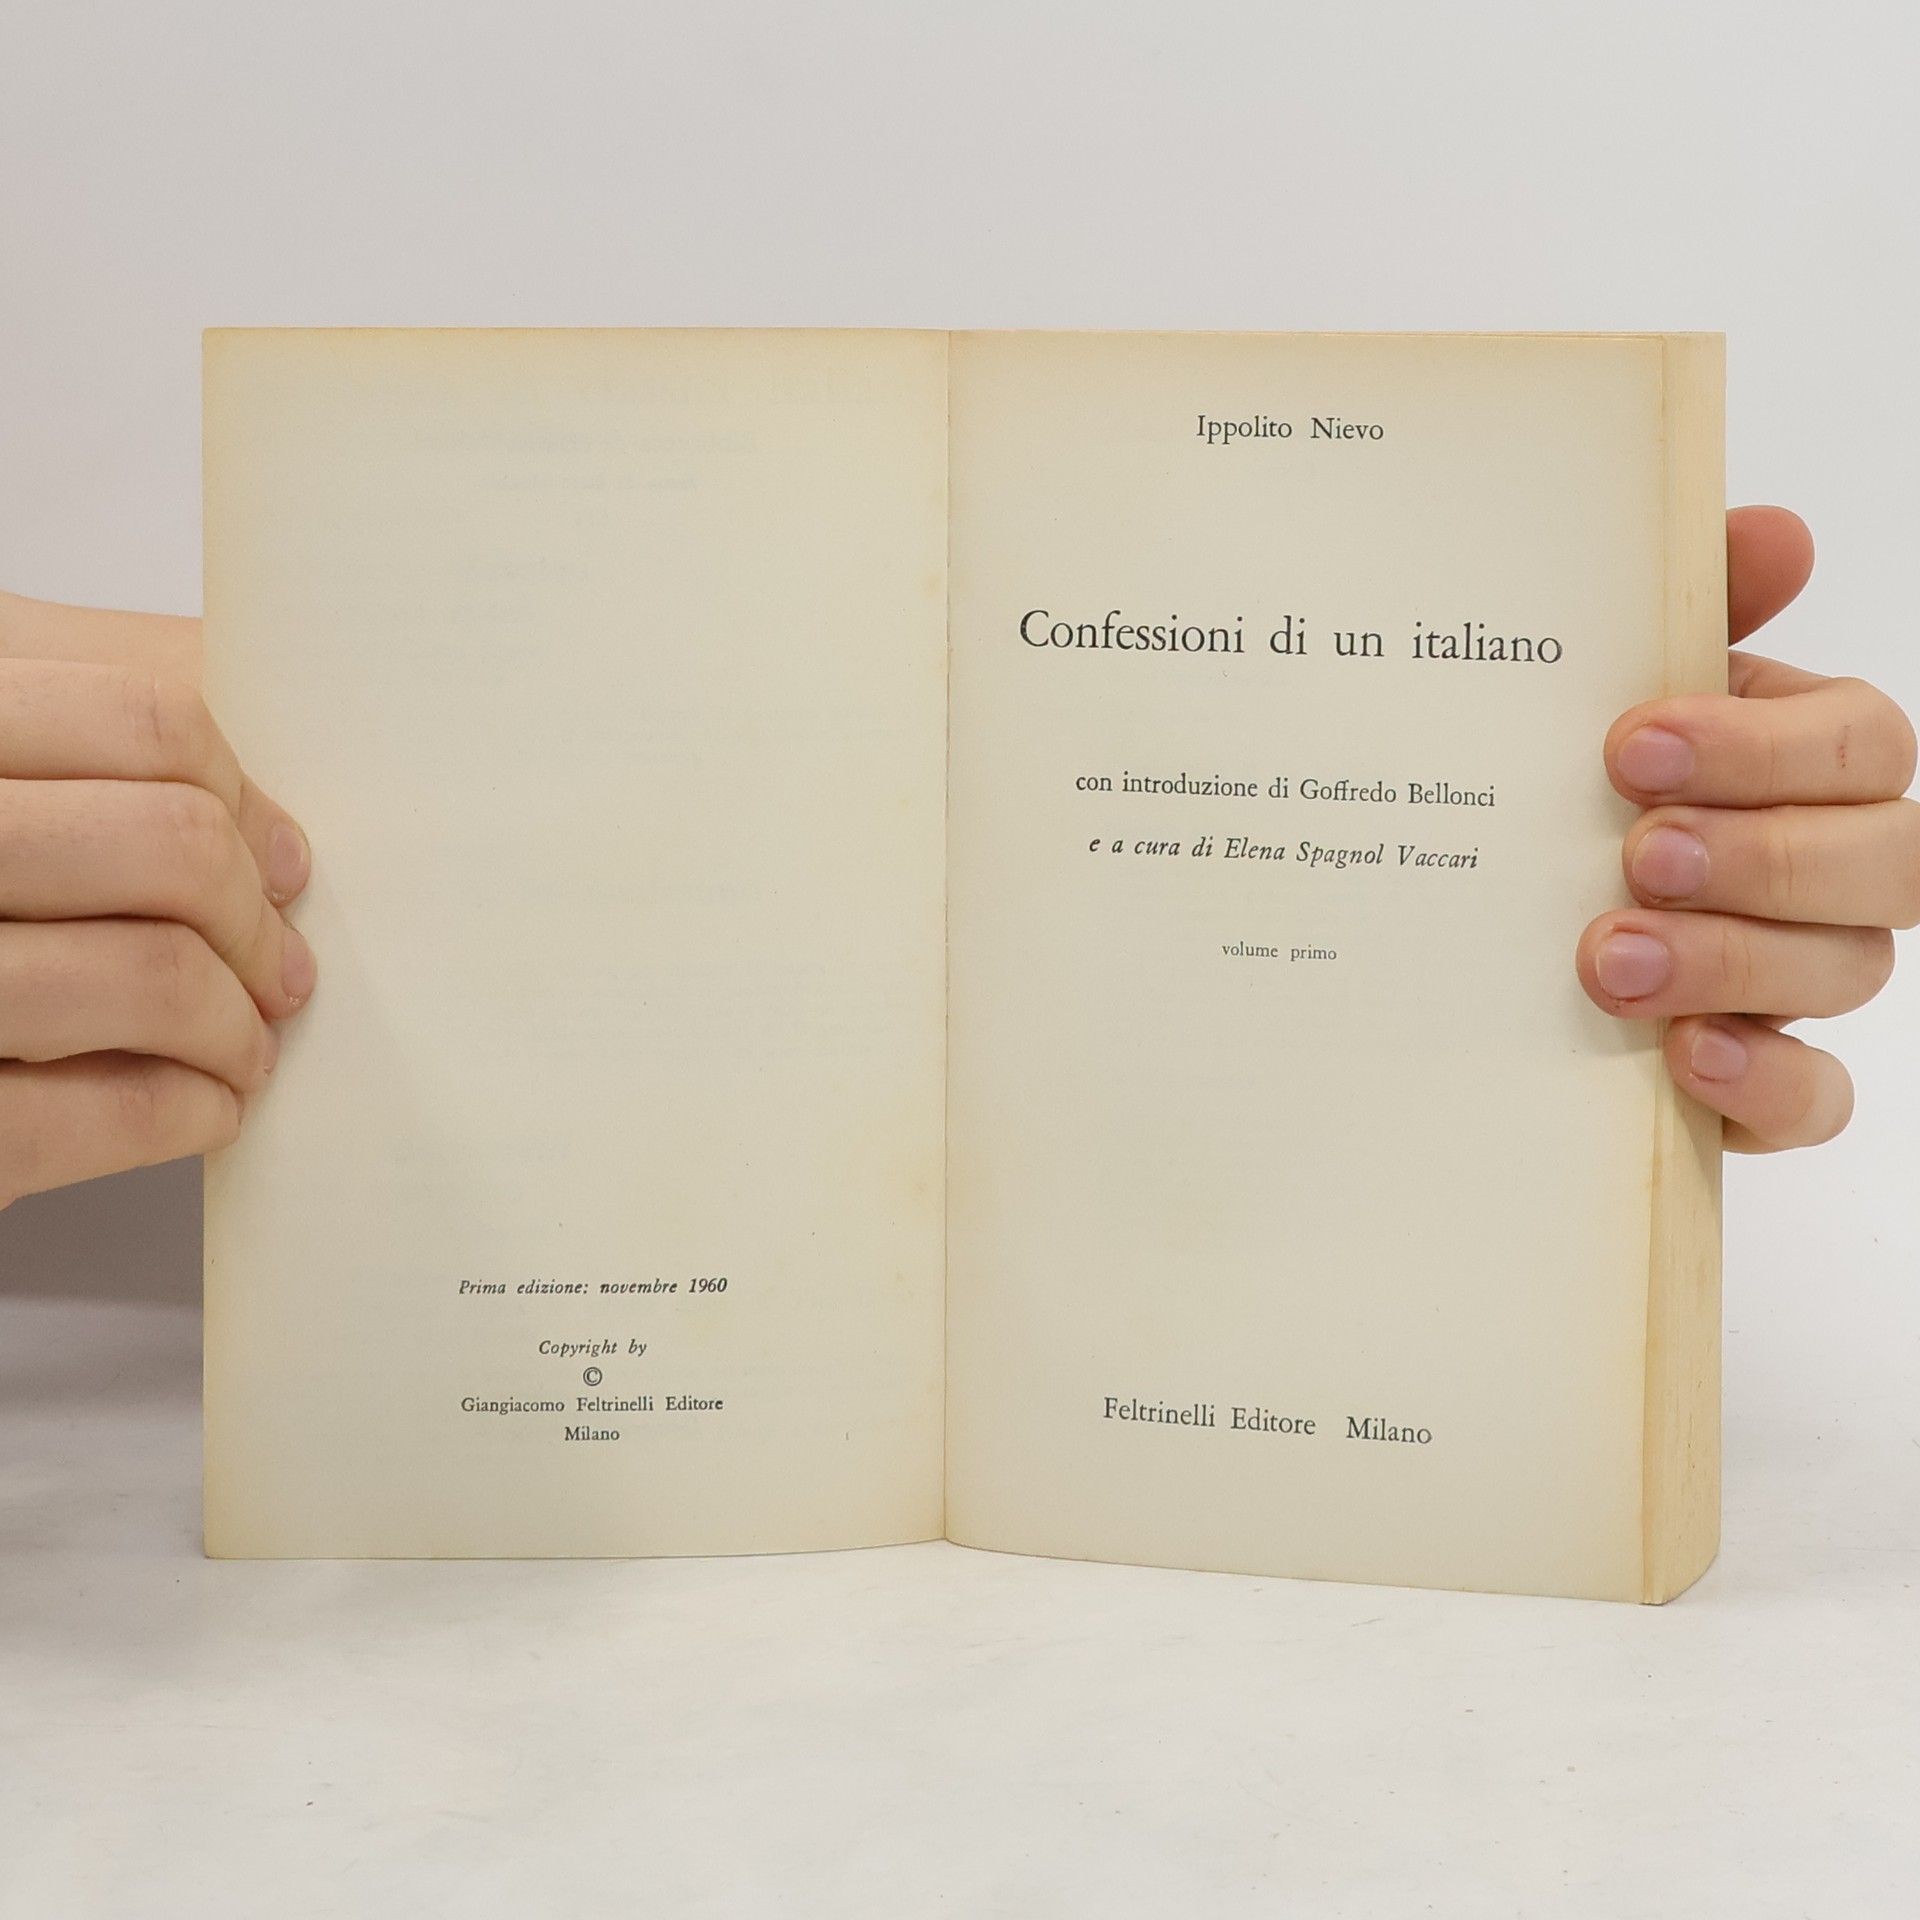 Prima edizione: novembre 1960
Copyright by
©
Giangiacomo Feltrinelli Editore
Milano
Ippolito Nievo
Confessioni di un italiano
con introduzione di Goffredo Bellonci
e a cura di Elena Spagnol Vaccari
volume primo
Feltrinelli Editore Milano